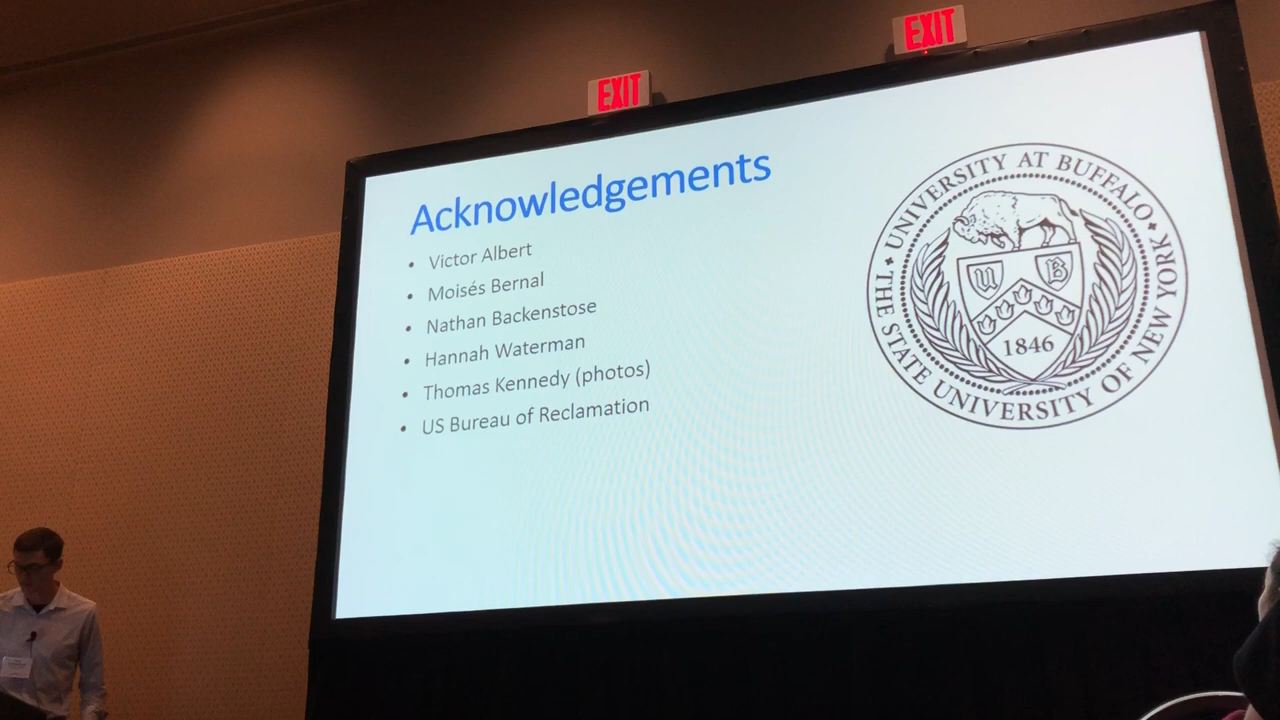 EXIT
EXIT
Acknowledgements
• Victor Albert
• Moisés Bernal
• Nathan Backenstose
• Hannah Waterman
• Thomas Kennedy (photos)
• US Bureau of Reclamation
UNIVERSITY AT BUFFALO
THE STATE UNIVERSITY OF NEW YORK
U B
1846